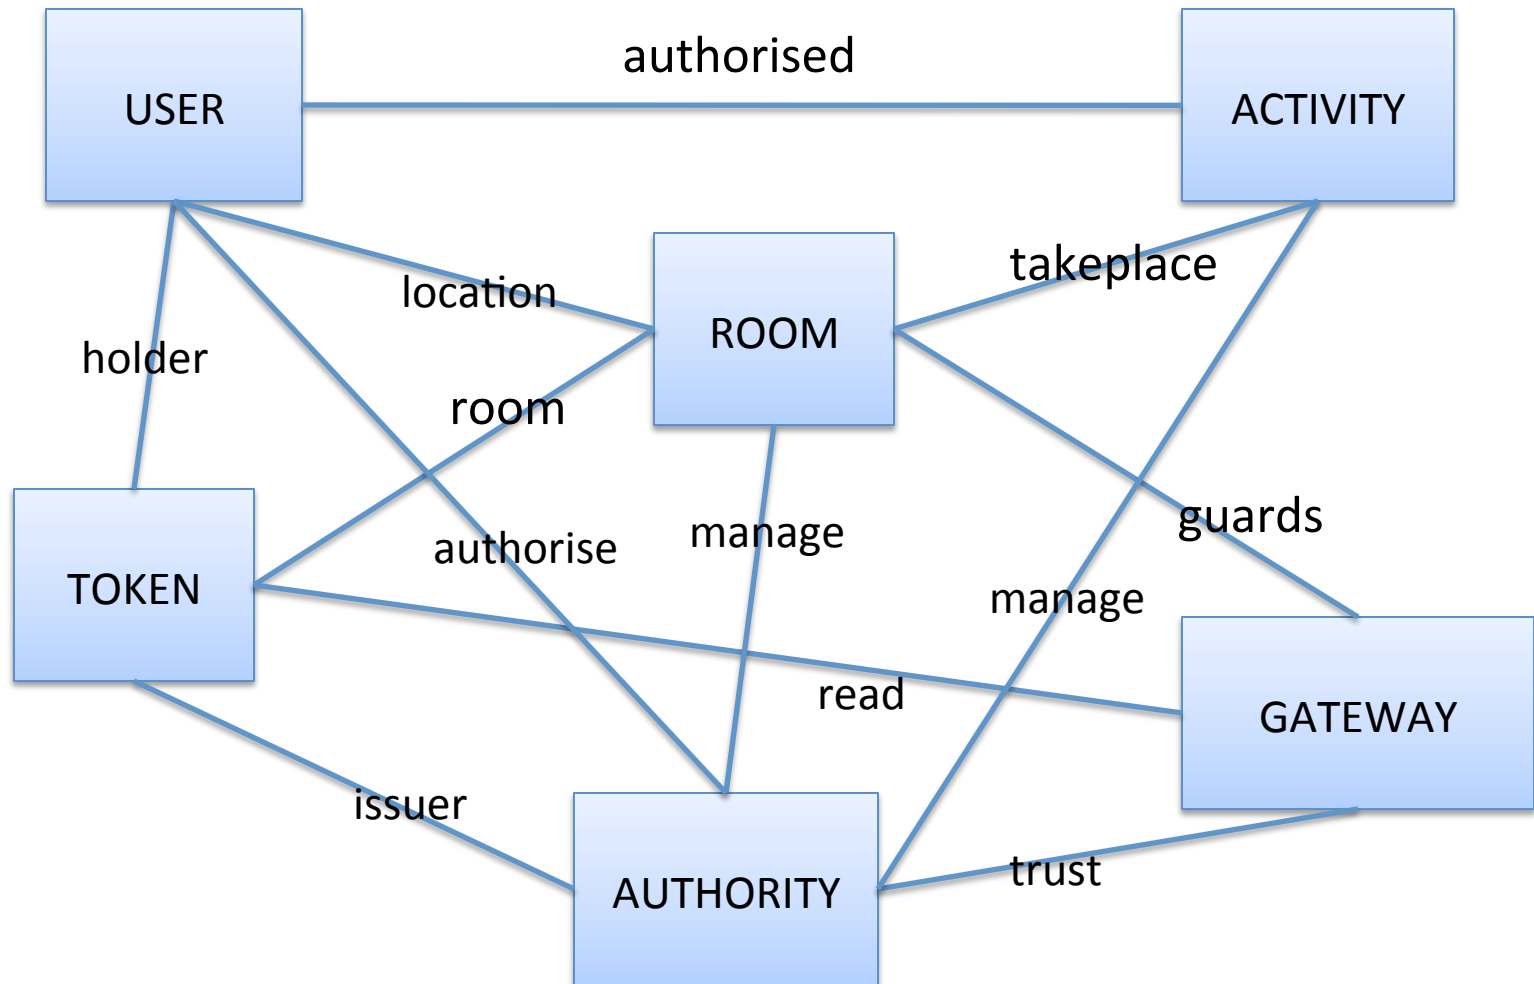 authorised
USER
ACTIVITY
takeplace
location
ROOM
holder
room
guards
manage
authorise
TOKEN
manage
read
GATEWAY
issuer
trust
AUTHORITY